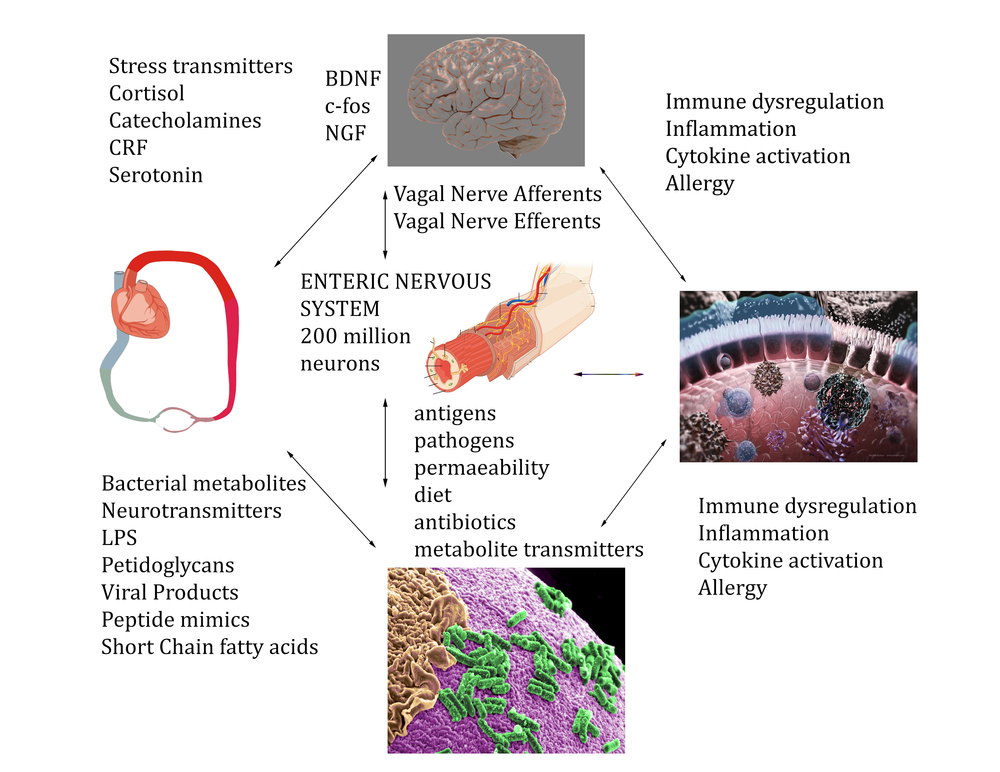 Stress transmitters
Cortisol
Catecholamines
CRF
Serotonin
BDNF
c-fos
NGF
Immune dysregulation
Inflammation
Cytokine activation
Allergy
Vagal Nerve Afferents
Vagal Nerve Efferents
ENTERIC NERVOUS
SYSTEM
200 million
neurons
antigens
pathogens
permaeability
diet
antibiotics
metabolite transmitters
Bacterial metabolites
Neurotransmitters
LPS
Petidoglycans
Viral Products
Peptide mimics
Short Chain fatty acids
Immune dysregulation
Inflammation
Cytokine activation
Allergy